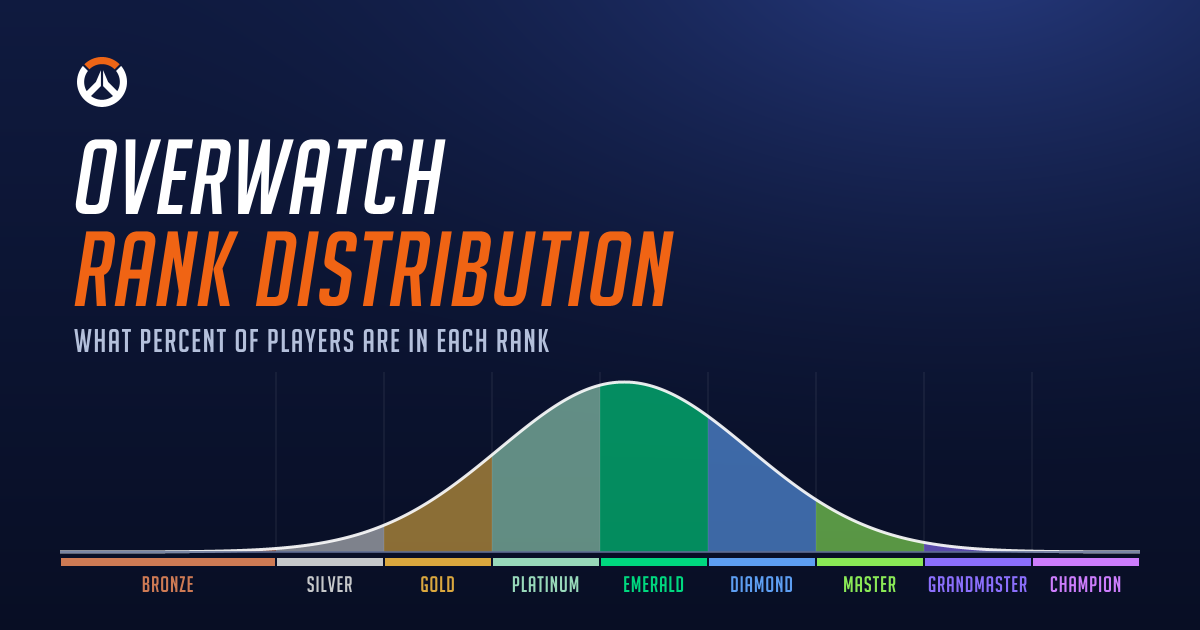 OVERWATCH
RANK DISTRIBUTION
WHAT PERCENT OF PLAYERS ARE IN EACH RANK
BRONZE SILVER GOLD PLATINUM EMERALD DIAMOND MASTER GRANDMASTER CHAMPION